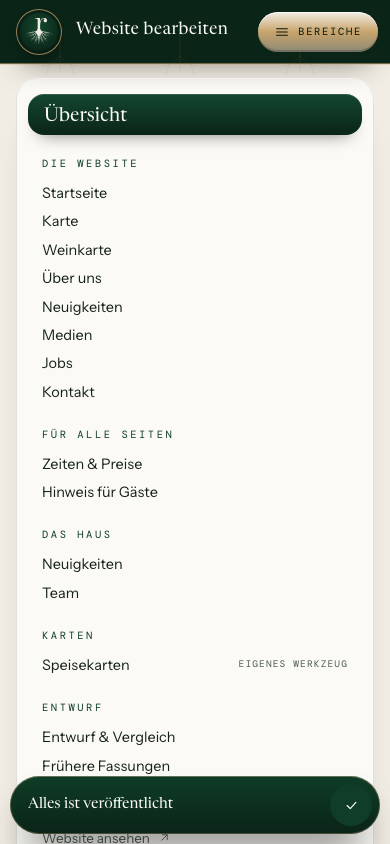 r
Website bearbeiten
BEREICHE
Übersicht
DIE WEBSITE
Startseite
Karte
Weinkarte
Über uns
Neuigkeiten
Medien
Jobs
Kontakt
FÜR ALLE SEITEN
Zeiten & Preise
Hinweis für Gäste
DAS HAUS
Neuigkeiten
Team
KARTEN
Speisekarten EIGENES WERKZEUG
ENTWURF
Entwurf & Vergleich
Frühere Fassungen
Alles ist veröffentlicht
Website ansehen ↗